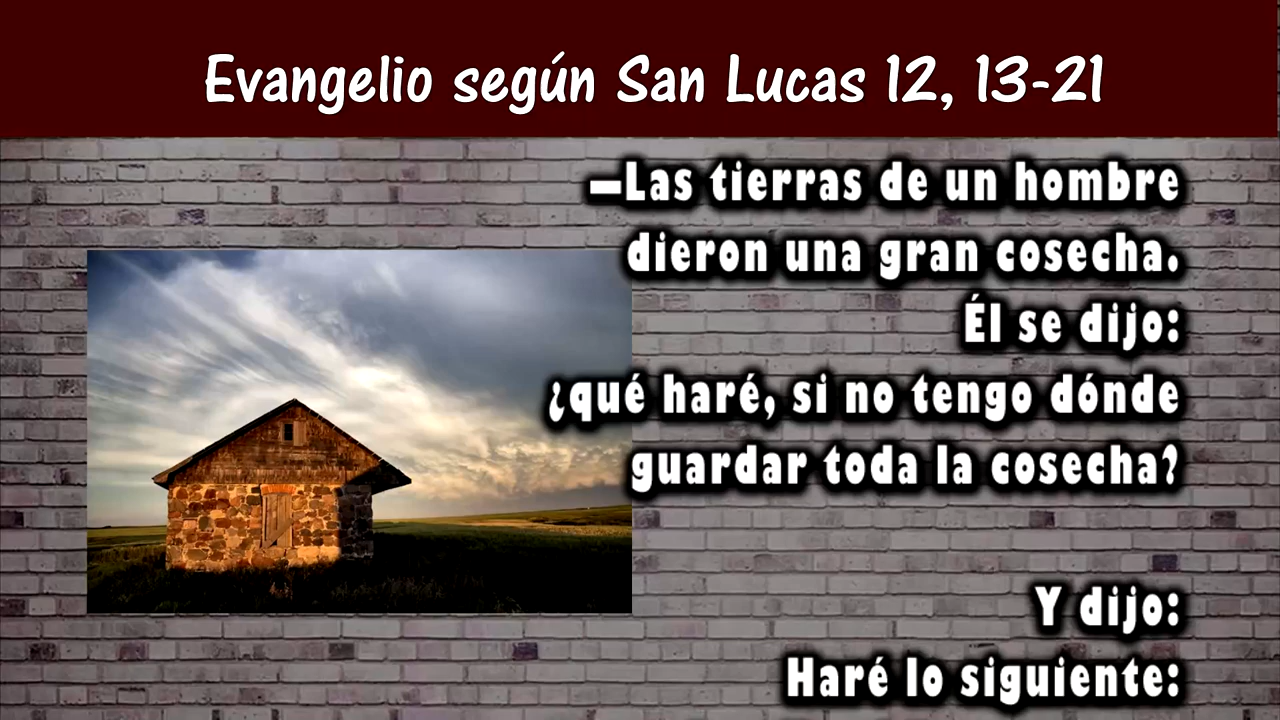 Evangelio según San Lucas 12, 13-21
—Las tierras de un hombre
dieron una gran cosecha.
Él se dijo:
¿qué haré, si no tengo dónde
guardar toda la cosecha?
Y dijo:
Haré lo siguiente: